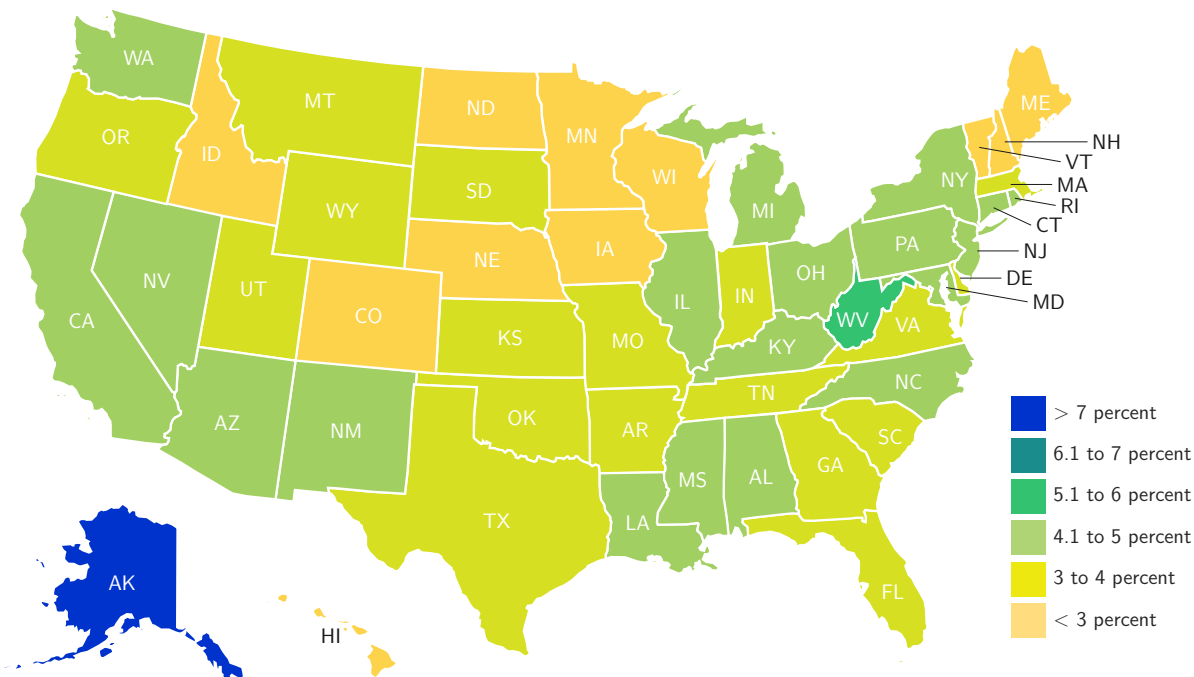 WA
MT
ND
ME
OR
MN
ID
NH
VT
WI
SD
NY
MA
WY
MI
RI
CT
PA
NE
IA
NJ
NV
OH
UT
DE
IN
IL
MD
CO
WV
CA
VA
KS
MO
KY
NC
TN
> 7 percent
OK
AZ
NM
AR
SC
6.1 to 7 percent
GA
MS
AL
5.1 to 6 percent
TX
LA
4.1 to 5 percent
AK
3 to 4 percent
FL
< 3 percent
HI